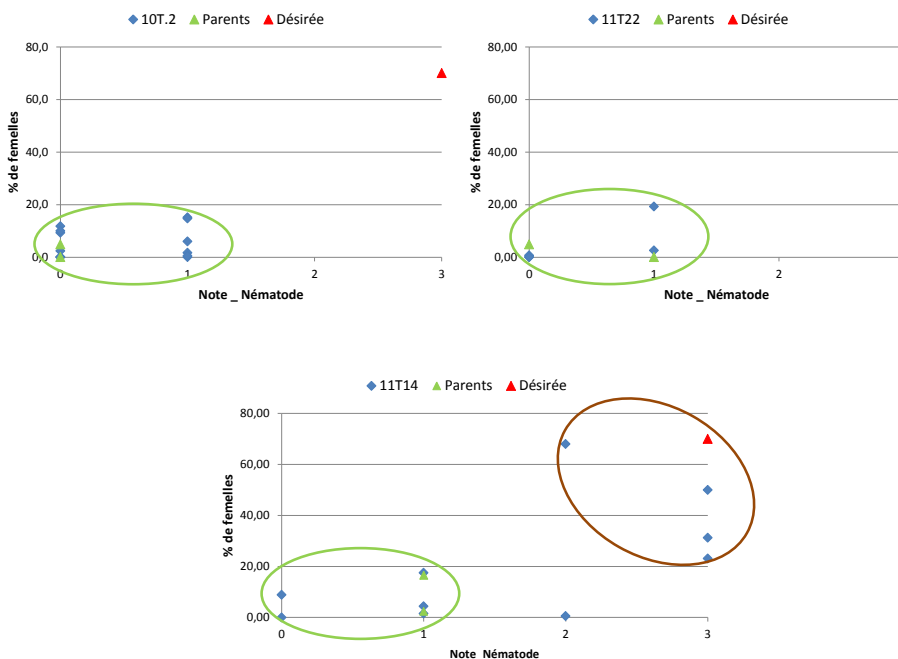 10T.2 Parents Désirée
80,0
60,0
40,0
20,0
0,0
% de femelles
0 1 2 3
Note _ Nématode
11T22 Parents Désirée
80,00
60,00
40,00
20,00
0,00
% de femelles
0 1 2
Note _ Nématode
11T14 Parents Désirée
80,00
60,00
40,00
20,00
0,00
% de femelles
0 1 2 3
Note Nématode